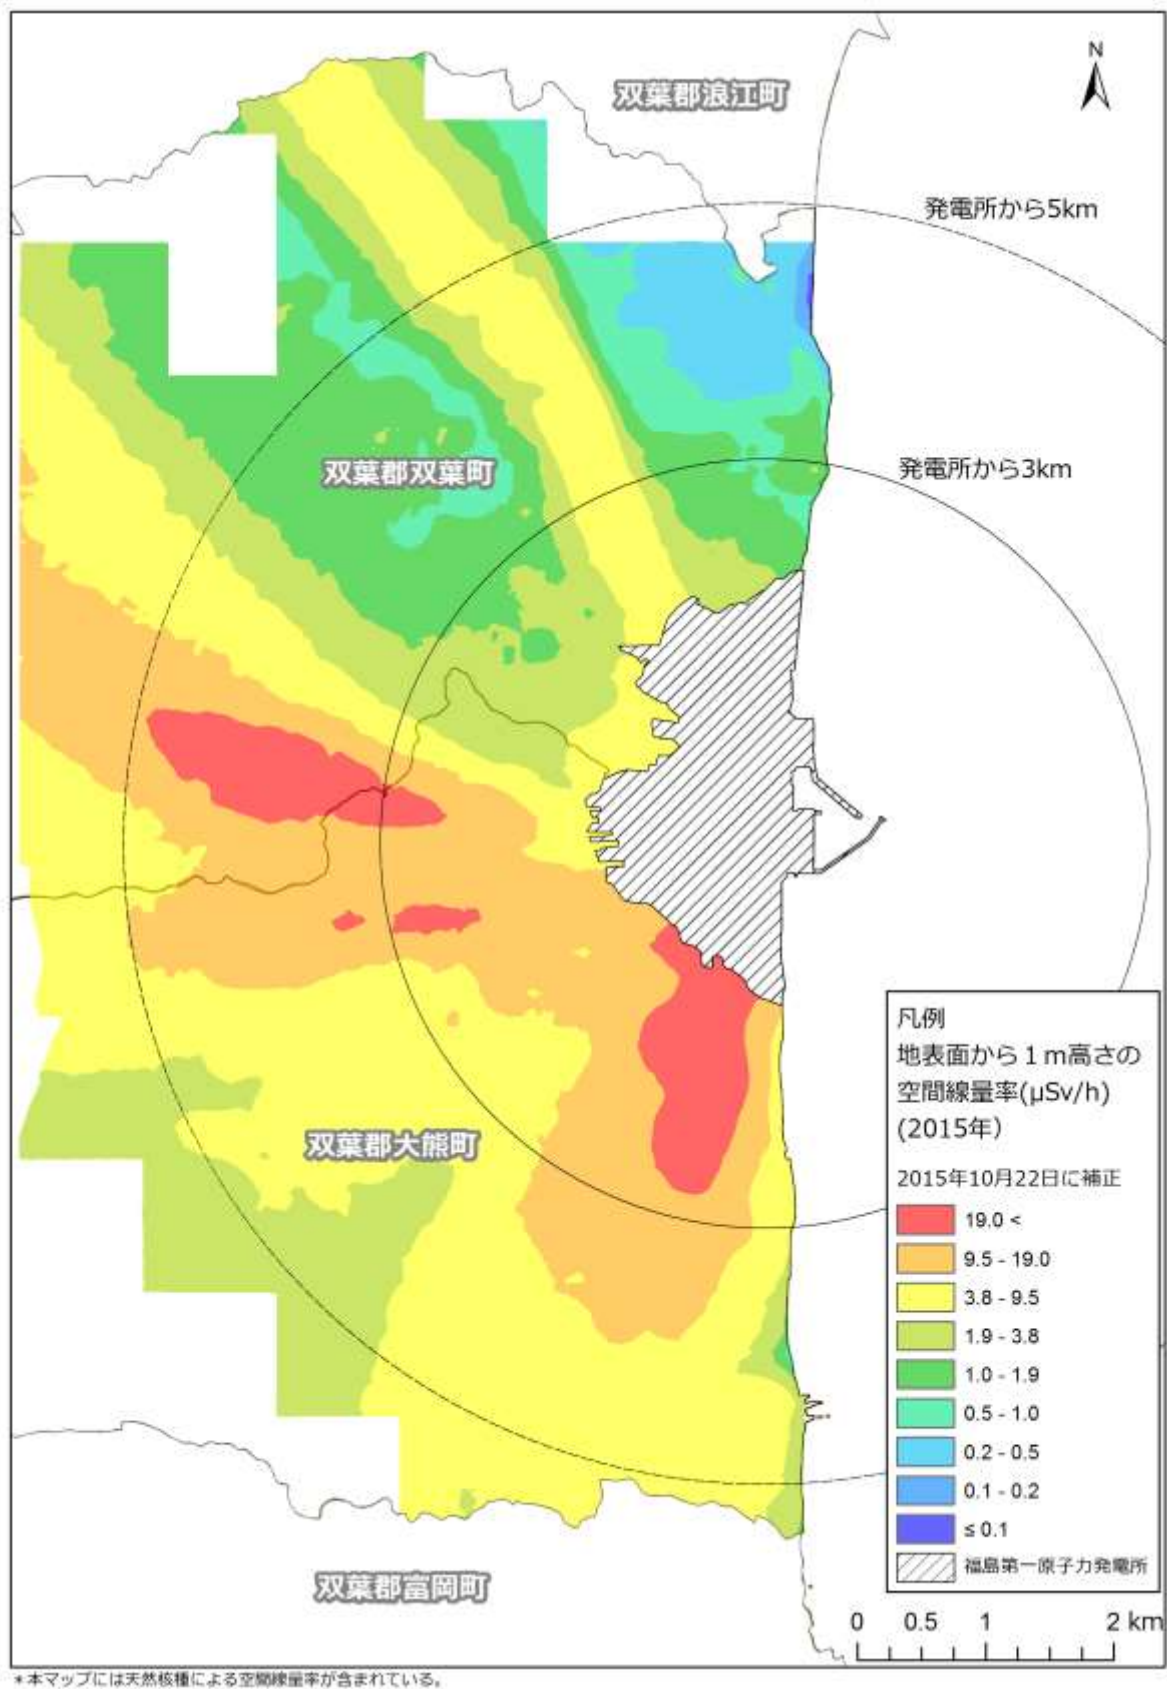 N
双葉郡浪江町
発電所から5km
発電所から3km
双葉郡双葉町
双葉郡大熊町
双葉郡富岡町
凡例
地表面から1m高さの
空間線量率(μSv/h)
(2015年)
2015年10月22日に補正
19.0 <
9.5 - 19.0
3.8 - 9.5
1.9 - 3.8
1.0 - 1.9
0.5 - 1.0
0.2 - 0.5
0.1 - 0.2
≤ 0.1
福島第一原子力発電所
0 0.5 1 2 km
*本マップには天然核種による空間線量率が含まれている。